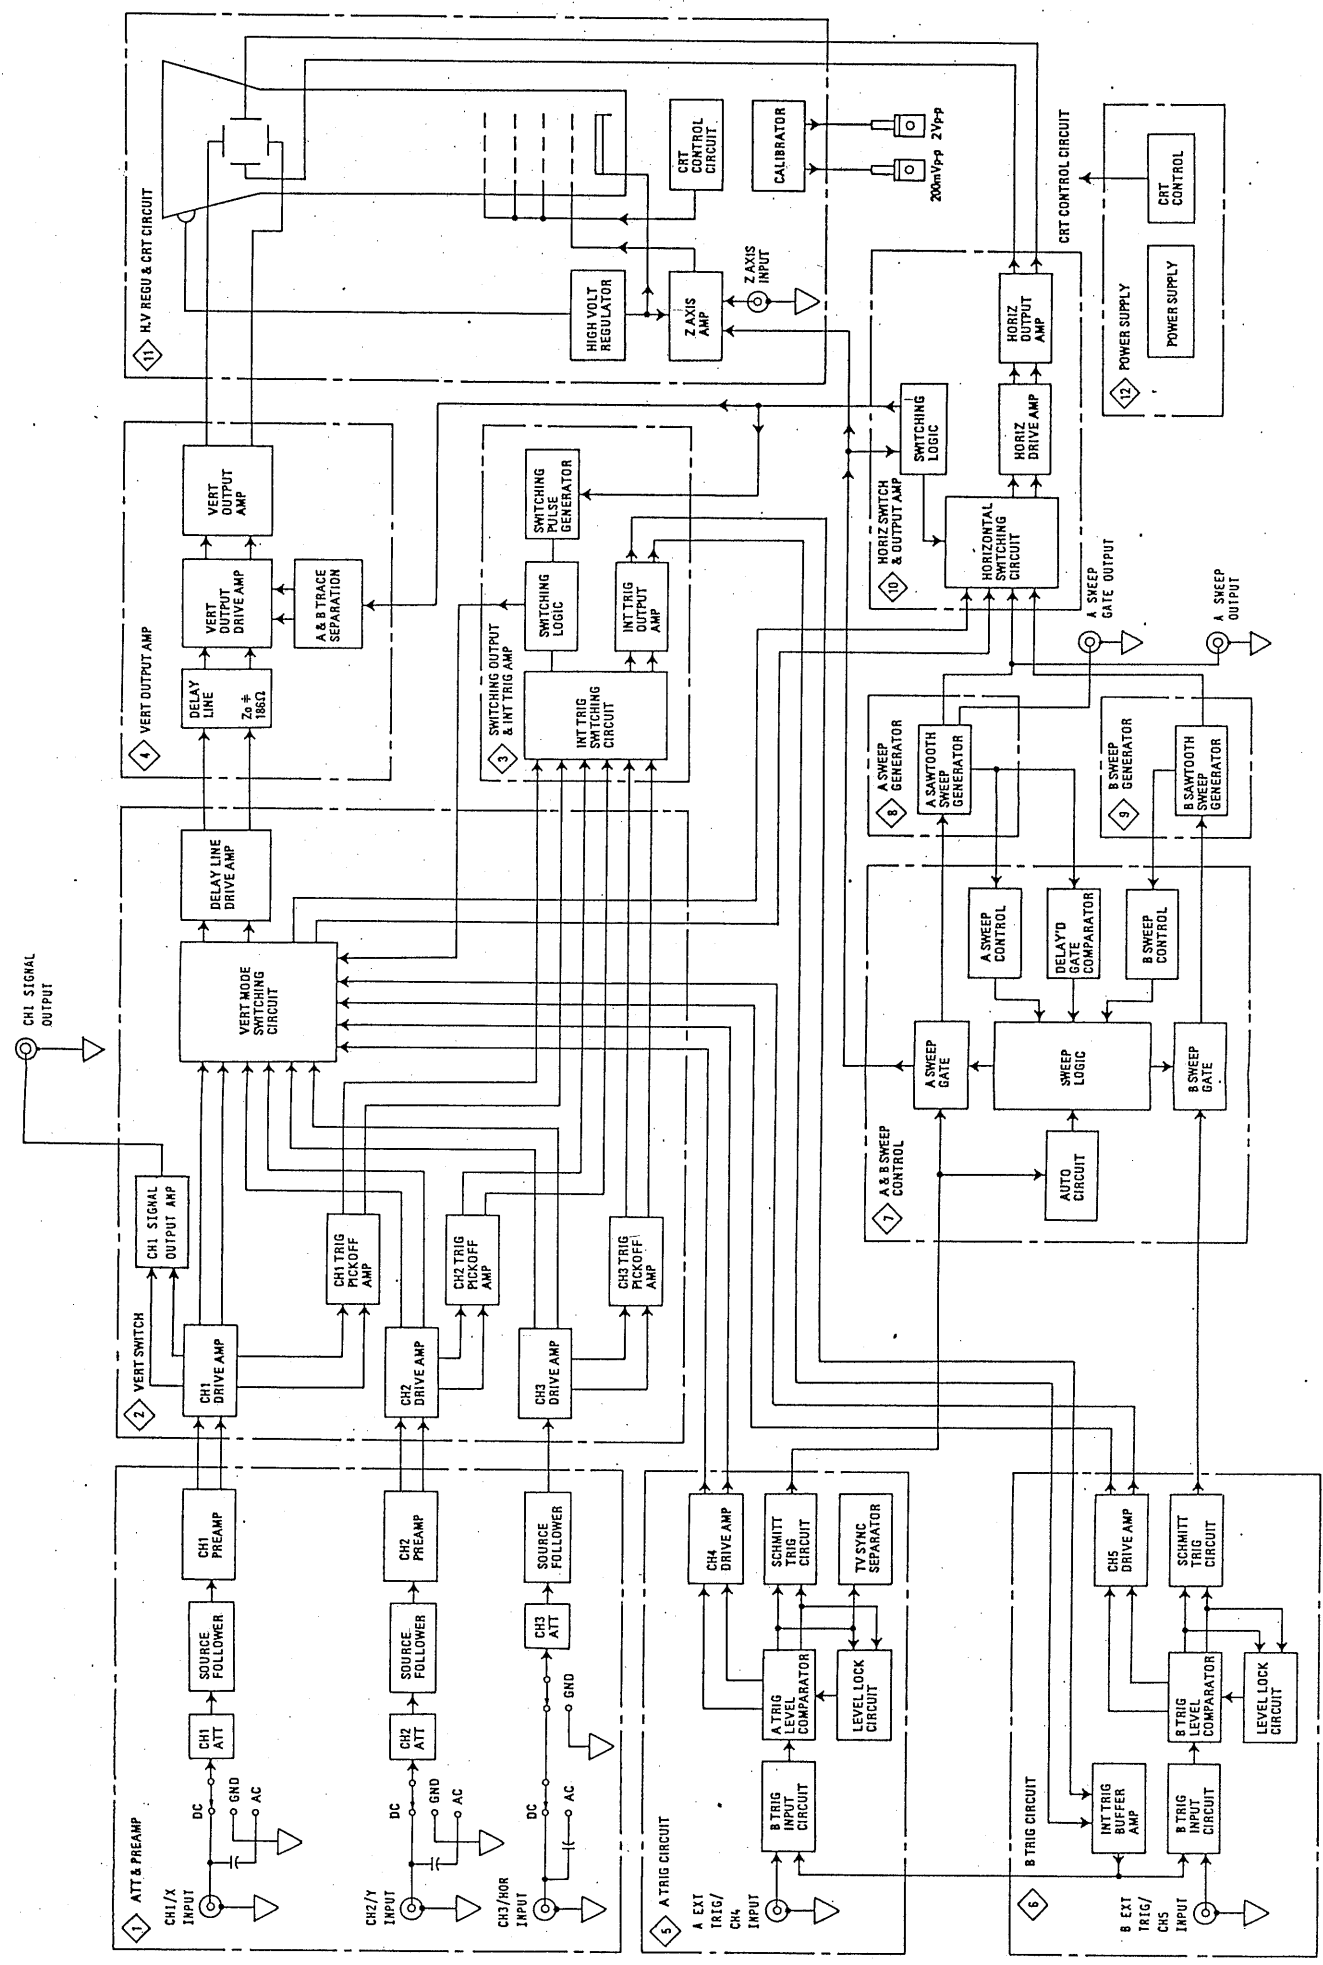 1
ATT & PREAMP
CH1/X
INPUT
DC
GND
AC
CH1
ATT
SOURCE
FOLLOWER
CH1
PREAMP
CH2/Y
INPUT
DC
GND
AC
CH2
ATT
SOURCE
FOLLOWER
CH2
PREAMP
CH3/HOR
INPUT
DC
AC
GND
CH3
ATT
SOURCE
FOLLOWER
2
VERT SWITCH
CH1
DRIVE AMP
CH1 SIGNAL
OUTPUT AMP
CH1 SIGNAL
OUTPUT
CH1 TRIG
PICKOFF
AMP
CH2
DRIVE AMP
CH2 TRIG
PICKOFF
AMP
CH3
DRIVE AMP
CH3 TRIG
PICKOFF
AMP
VERT MODE
SWITCHING
CIRCUIT
DELAY LINE
DRIVE AMP
4
VERT OUTPUT AMP
DELAY
LINE
Zo ≑
186Ω
VERT
OUTPUT
DRIVE AMP
A & B TRACE
SEPARATION
VERT
OUTPUT
AMP
3
SWITCHING OUTPUT
& INT TRIG AMP
INT TRIG
SWITCHING
CIRCUIT
SWITCHING
LOGIC
SWITCHING
PULSE
GENERATOR
INT TRIG
OUTPUT
AMP
11
H.V REGU & CRT CIRCUIT
HIGH VOLT
REGULATOR
Z AXIS
AMP
Z AXIS
INPUT
CRT
CONTROL
CIRCUIT
CALIBRATOR
200mVp-p
2Vp-p
5
A TRIG CIRCUIT
A EXT
TRIG/
CH4
INPUT
B TRIG
INPUT
CIRCUIT
A TRIG
LEVEL
COMPARATOR
LEVEL LOCK
CIRCUIT
CH4
DRIVE AMP
SCHMITT
TRIG
CIRCUIT
TV SYNC
SEPARATOR
6
B TRIG CIRCUIT
B EXT
TRIG/
CH5
INPUT
INT TRIG
BUFFER
AMP
B TRIG
INPUT
CIRCUIT
B TRIG
LEVEL
COMPARATOR
LEVEL LOCK
CIRCUIT
CH5
DRIVE AMP
SCHMITT
TRIG
CIRCUIT
7
A & B SWEEP
CONTROL
AUTO
CIRCUIT
A SWEEP
GATE
SWEEP
LOGIC
B SWEEP
GATE
A SWEEP
CONTROL
DELAY'D
GATE
COMPARATOR
B SWEEP
CONTROL
8
A SWEEP
GENERATOR
A SAWTOOTH
SWEEP
GENERATOR
9
B SWEEP
GENERATOR
B SAWTOOTH
SWEEP
GENERATOR
A SWEEP
GATE OUTPUT
A SWEEP
OUTPUT
10
HORIZ SWITCH
& OUTPUT AMP
HORIZONTAL
SWITCHING
CIRCUIT
SWITCHING
LOGIC
HORIZ
DRIVE AMP
HORIZ
OUTPUT
AMP
12
POWER SUPPLY
POWER SUPPLY
CRT
CONTROL
CRT CONTROL CIRCUIT